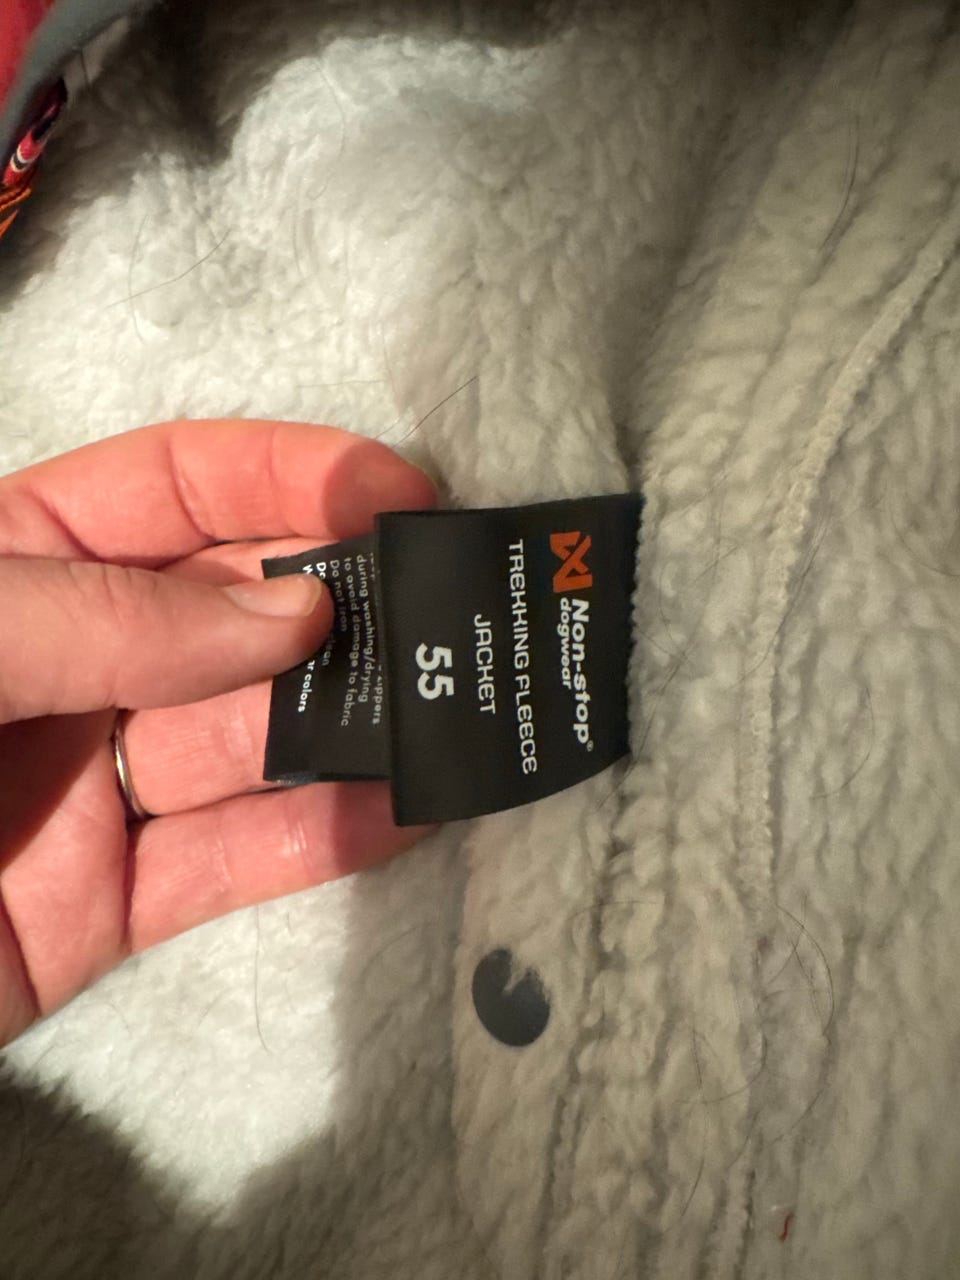 Non-stop®
dogwear
TREKKING FLEECE
JACKET
55
zippers
during washing/drying
to avoid damage to fabric
Do not iron
colors